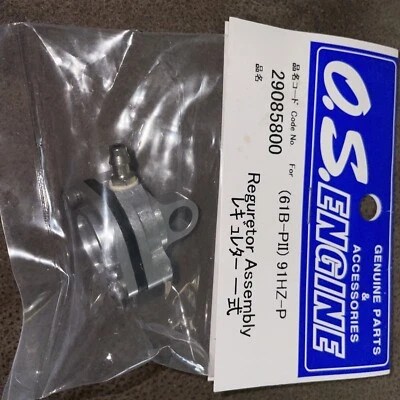 O.S.ENGINE
GENUINE PARTS
&
ACCESSORIES
品名コード Code No. For
29085800 (61B-PⅡ) 91HZ-P
品名
Reguretor Assembly
レギュレター一式